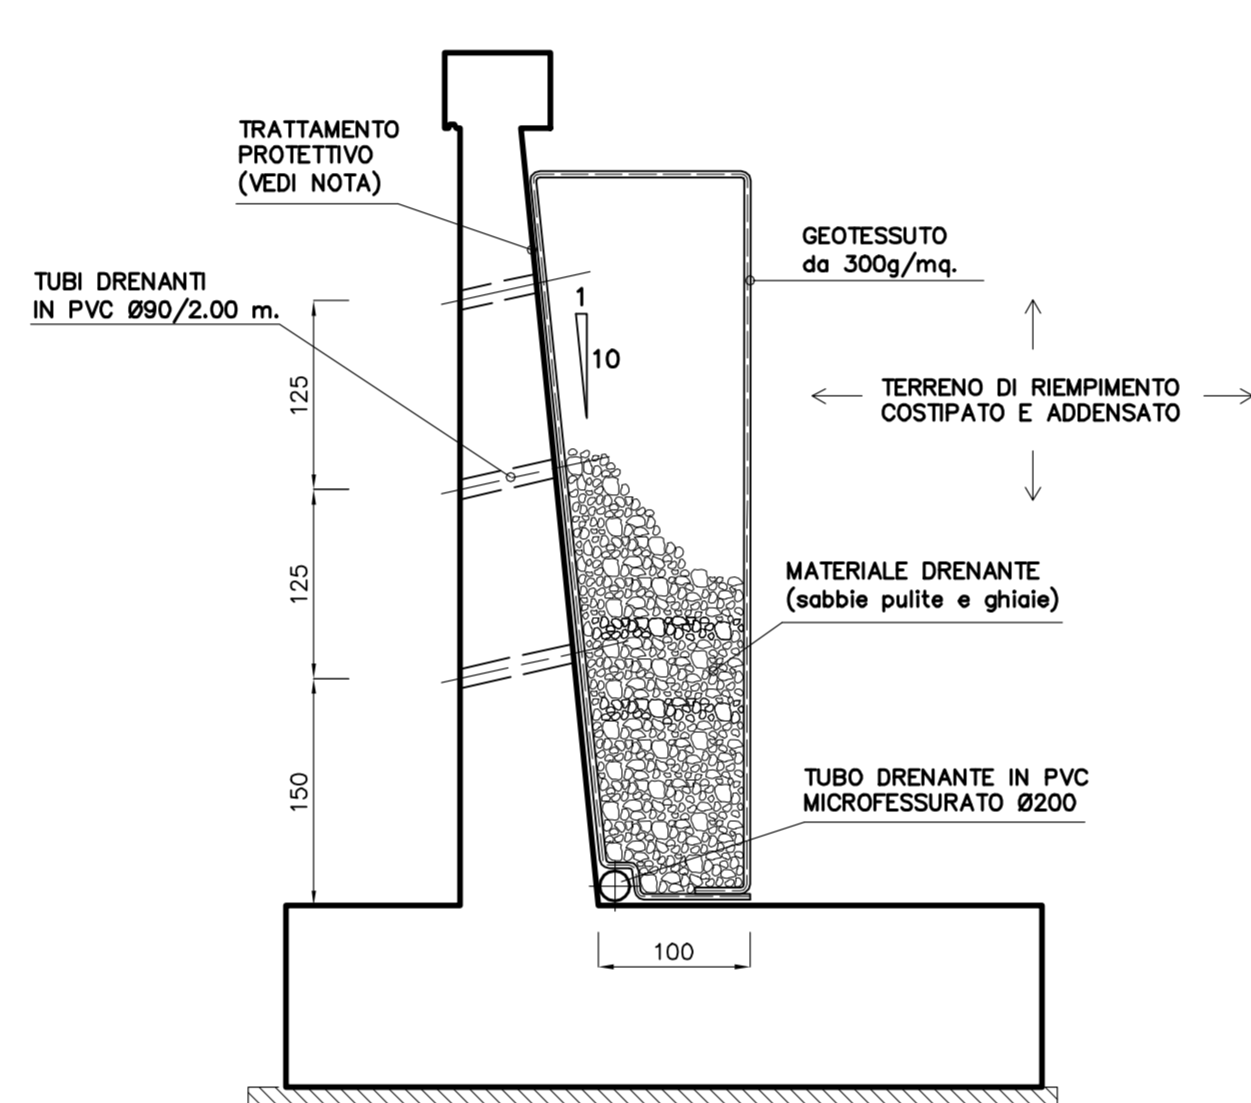 TRATTAMENTO
PROTETTIVO
(VEDI NOTA)
GEOTESSUTO
da 300g/mq.
TUBI DRENANTI
IN PVC Ø90/2.00 m.
1
10
125
TERRENO DI RIEMPIMENTO
COSTIPATO E ADDENSATO
125
MATERIALE DRENANTE
(sabbie pulite e ghiaie)
150
TUBO DRENANTE IN PVC
MICROFESSURATO Ø200
100